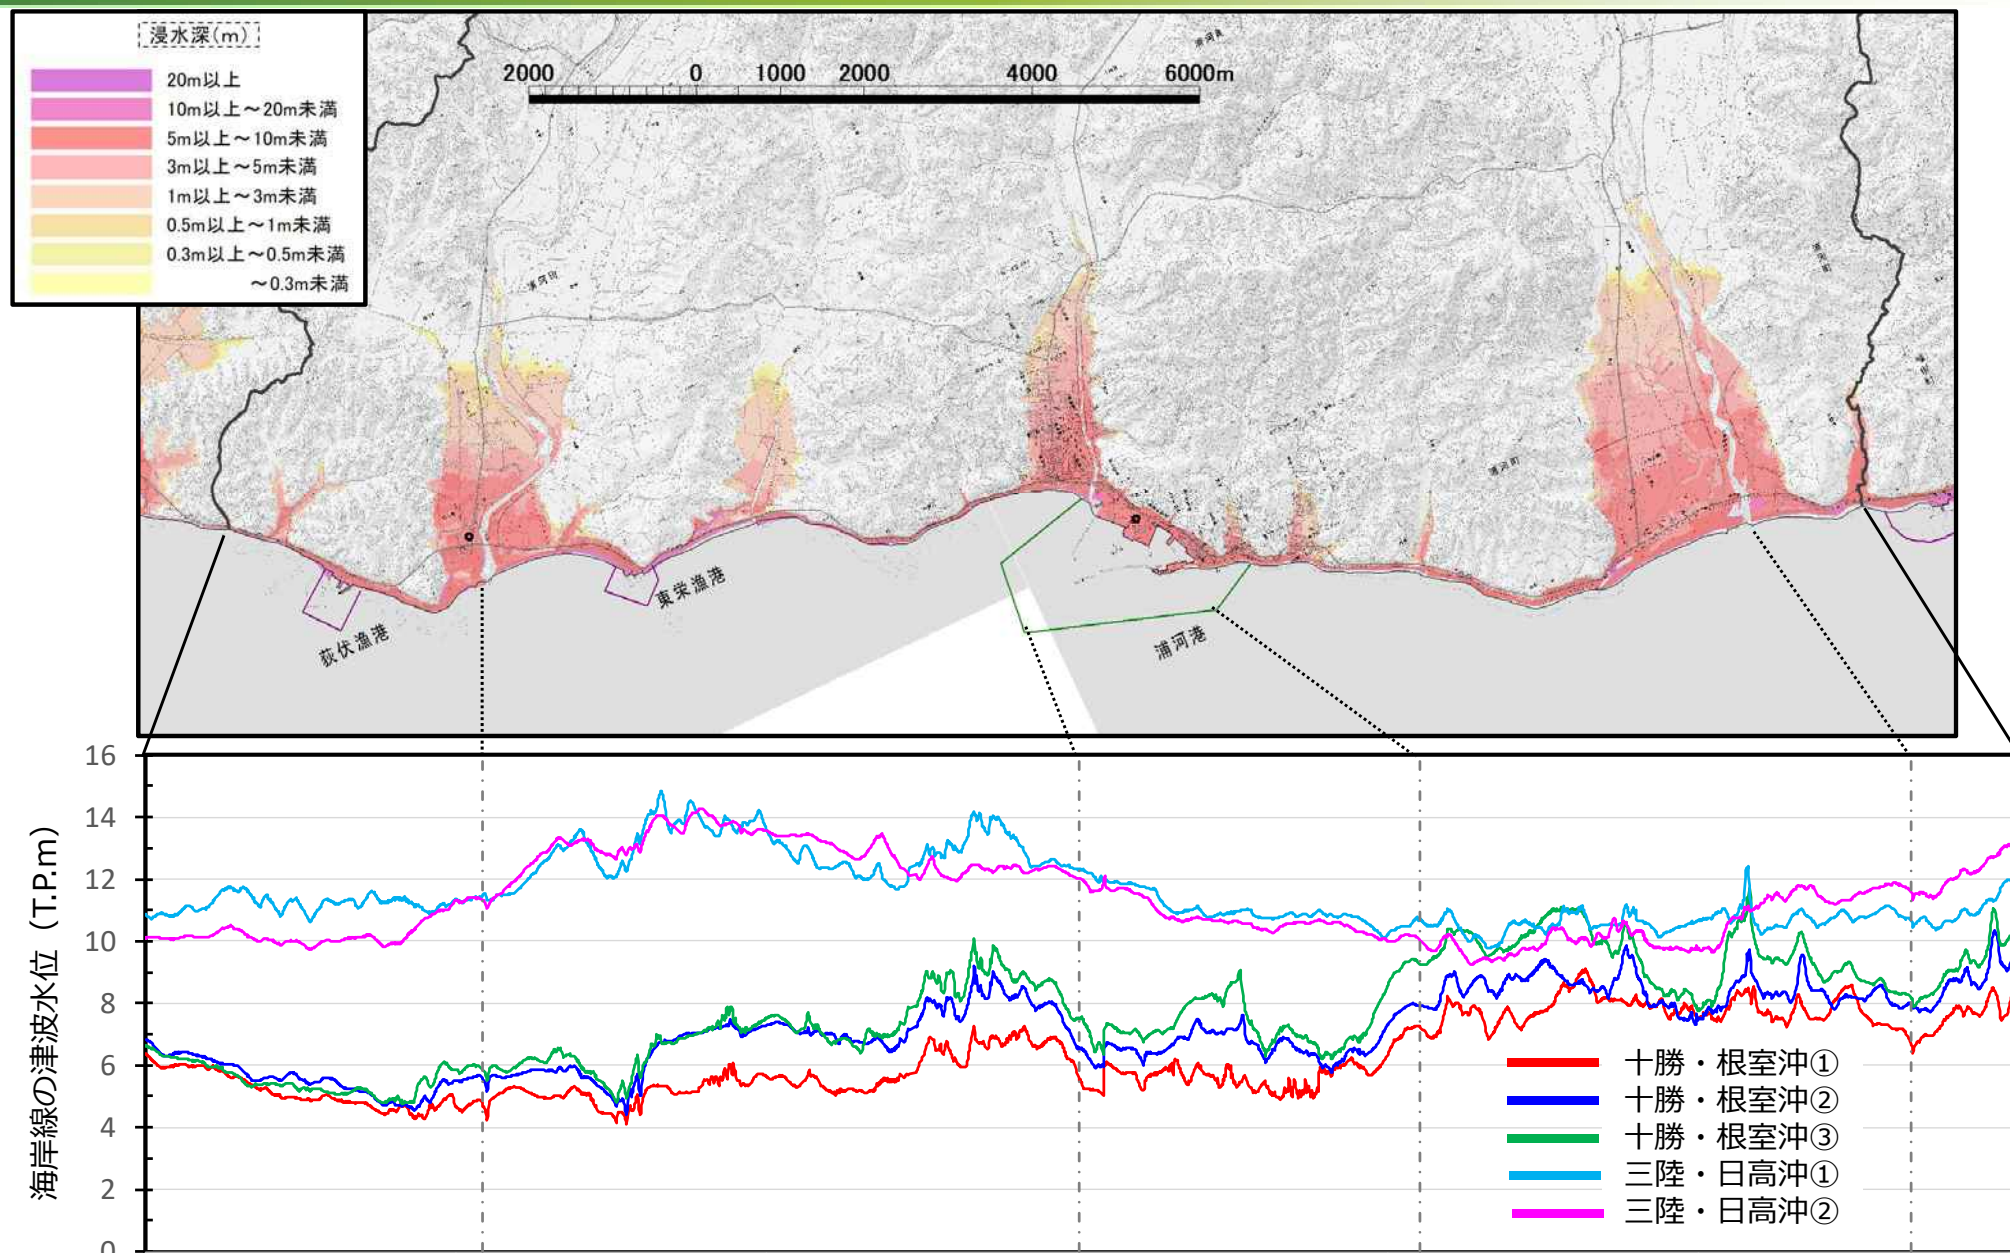 浸水深(m)
20m以上
10m以上～20m未満
5m以上～10m未満
3m以上～5m未満
1m以上～3m未満
0.5m以上～1m未満
0.3m以上～0.5m未満
～0.3m未満
2000 0 1000 2000 4000 6000m
浦河町
荻伏漁港
東栄漁港
浦河港
海岸線の津波水位（T.P.m）
16
14
12
10
8
6
4
2
0
十勝・根室沖①
十勝・根室沖②
十勝・根室沖③
三陸・日高沖①
三陸・日高沖②